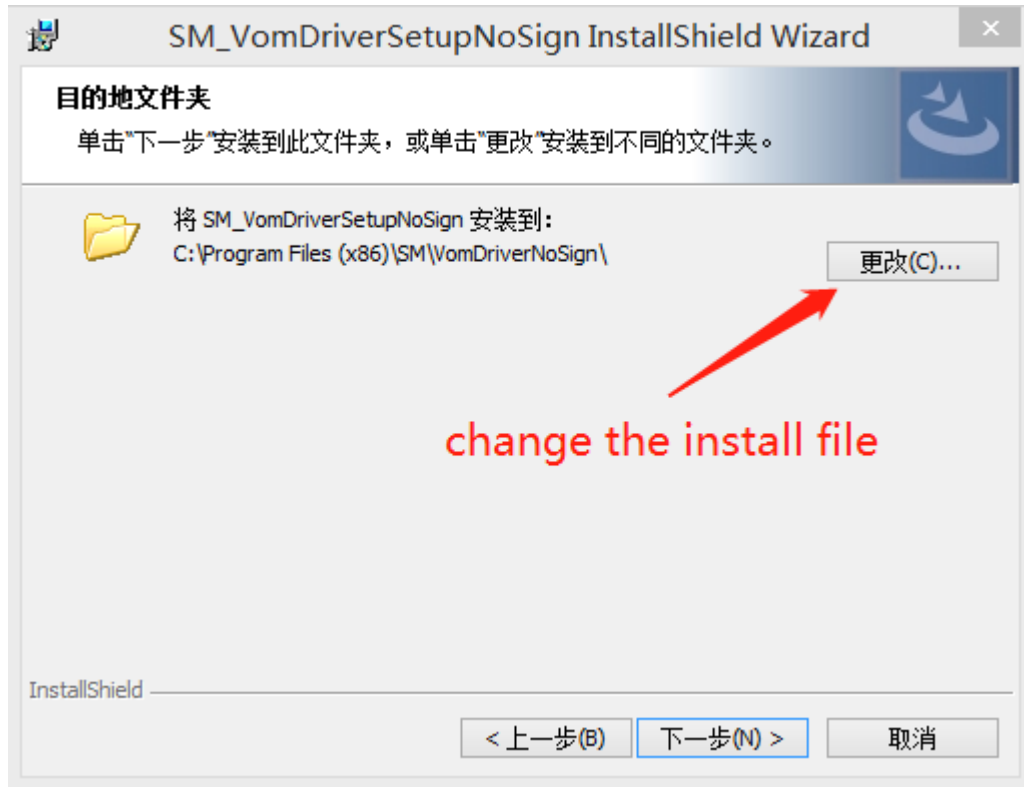 SM_VomDriverSetupNoSign InstallShield Wizard
目的地文件夹
单击"下一步"安装到此文件夹，或单击"更改"安装到不同的文件夹。
将 SM_VomDriverSetupNoSign 安装到：
C:\Program Files (x86)\SM\VomDriverNoSign\
更改(C)...
change the install file
InstallShield
< 上一步(B)
下一步(N) >
取消